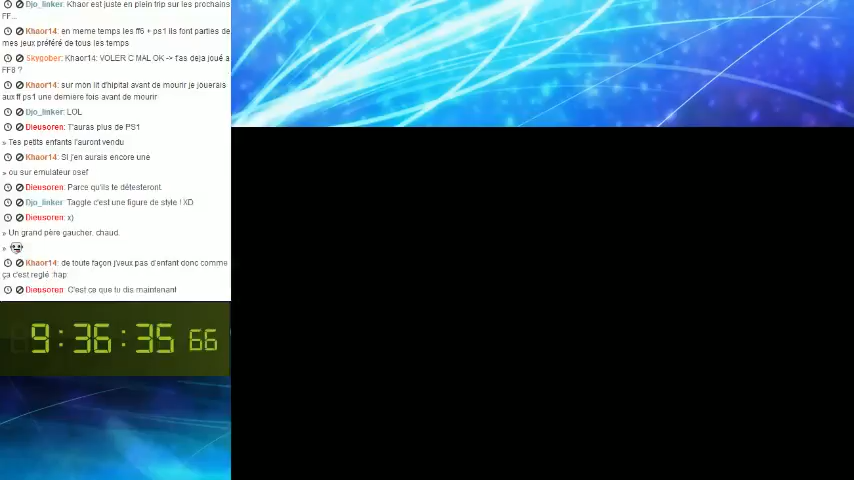 Djo_linker: Khaor est juste en plein trip sur les prochains
FF...
Khaor14: en meme temps les ff6 + ps1 ils font parties de
mes jeux préféré de tous les temps
Skygober: Khaor14: VOLER C MAL OK -> t'as deja joué a
FF8 ?
Khaor14: sur mon lit d'hipital avant de mourir je jouerais
aux ff ps1 une derniere fois avant de mourir
Djo_linker: LOL
Dieusoren: T'auras plus de PS1
» Tes petits enfants l'auront vendu
Khaor14: Si j'en aurais encore une
» ou sur emulateur osef
Dieusoren: Parce qu'ils te détesteront.
Djo_linker: Taggle c'est une figure de style ! XD
Dieusoren: x)
» Un grand père gaucher. chaud.
»
Khaor14: de toute façon j'veux pas d'enfant donc comme
ça c'est reglé :hap
Dieusoren: C'est ce que tu dis maintenant
9:36:35 66